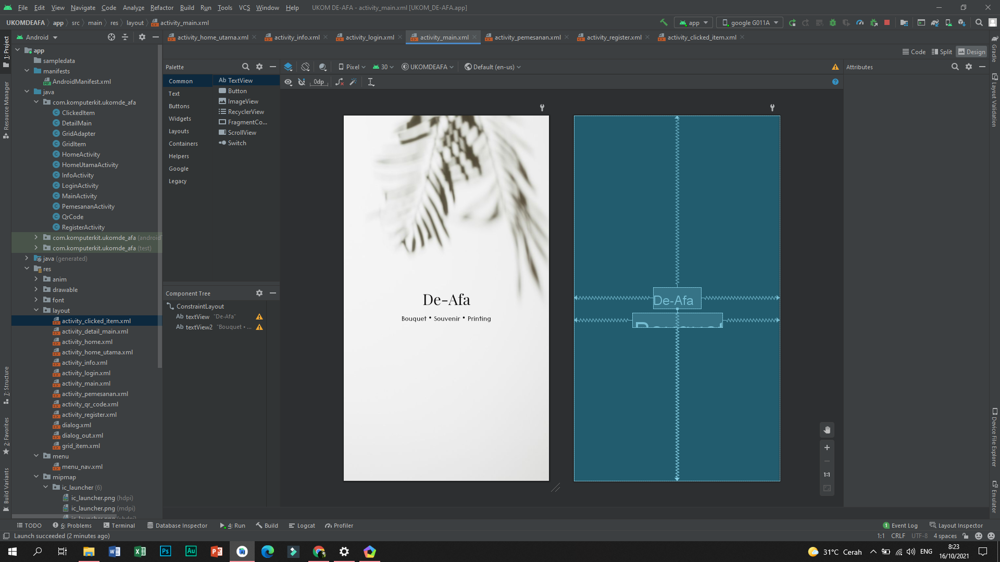 File Edit View Navigate Code Analyze Refactor Build Run Tools VCS Window Help UKOM DE-AFA - activity_main.xml [UKOM_DE-AFA.app]
UKOMDEAFA app src main res layout activity_main.xml app google G011A
Android activity_home_utama.xml activity_info.xml activity_login.xml activity_main.xml activity_pemesanan.xml activity_register.xml activity_clicked_item.xml
Code Split Design
1: Project
Resource Manager
7: Structure
2: Favorites
Build Variants
app
sampledata
manifests
AndroidManifest.xml
java
com.komputerkit.ukomde_afa
ClickedItem
DetailMain
GridAdapter
GridItem
HomeActivity
HomeUtamaActivity
InfoActivity
LoginActivity
MainActivity
PemesananActivity
QrCode
RegisterActivity
com.komputerkit.ukomde_afa (android
com.komputerkit.ukomde_afa (test)
java (generated)
res
anim
drawable
font
layout
activity_clicked_item.xml
activity_detail_main.xml
activity_home.xml
activity_home_utama.xml
activity_info.xml
activity_login.xml
activity_main.xml
activity_pemesanan.xml
activity_qr_code.xml
activity_register.xml
dialog.xml
dialog_out.xml
grid_item.xml
menu
menu_nav.xml
mipmap
ic_launcher (6)
ic_launcher.png (hdpi)
ic_launcher.png (mdpi)
Palette
Common
Text
Buttons
Widgets
Layouts
Containers
Helpers
Google
Legacy
Ab TextView
Button
ImageView
RecyclerView
FragmentCo...
ScrollView
Switch
Component Tree
ConstraintLayout
Ab textView "De-Afa"
Ab textView2 "Bouquet • ...
Pixel 30 UKOMDEAFA Default (en-us)
0dp
De-Afa
Bouquet • Souvenir • Printing
De-Afa
1:1
Attributes
Gradle
Layout Validation
Device File Explorer
Emulator
TODO 6: Problems Terminal Database Inspector 4: Run Build Logcat Profiler 1 Event Log Layout Inspector
Launch succeeded (2 minutes ago) 1:1 CRLF UTF-8 4 spaces
31°C Cerah ENG
8:23
16/10/2021